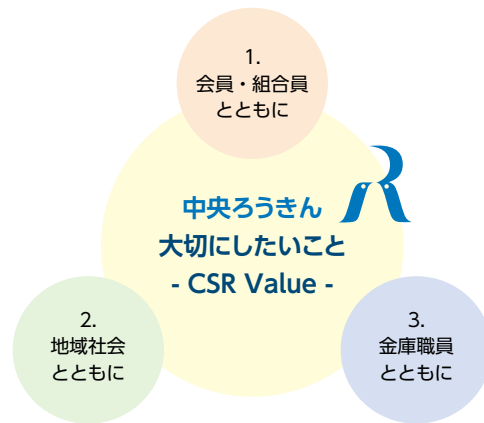 1.
会員・組合員
とともに
中央ろうきん
大切にしたいこと
- CSR Value -
2.
地域社会
とともに
3.
金庫職員
とともに